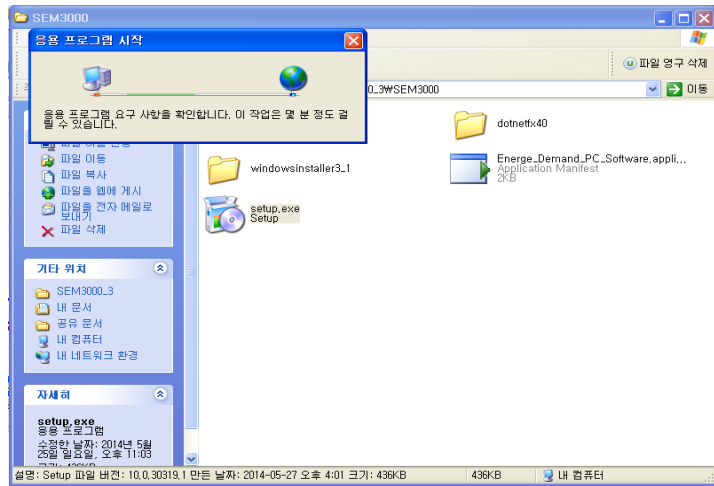 SEM3000
응용 프로그램 시작
파일 영구 삭제
0_3₩SEM3000
이동
응용 프로그램 요구 사항을 확인합니다. 이 작업은 몇 분 정도 걸
릴 수 있습니다.
파일 이동
파일 복사
파일을 웹에 게시
파일을 전자 메일로
보내기
파일 삭제
windowsinstaller3_1
dotnetfx40
Energe_Demand_PC_Software,appli,,,
Application Manifest
2KB
setup,exe
Setup
기타 위치
SEM3000_3
내 문서
공유 문서
내 컴퓨터
내 네트워크 환경
자세히
setup,exe
응용 프로그램
수정한 날짜: 2014년 5월
25일 일요일, 오후 11:03
설명: Setup 파일 버전: 10,0,30319,1 만든 날짜: 2014-05-27 오후 4:01 크기: 436KB
436KB
내 컴퓨터